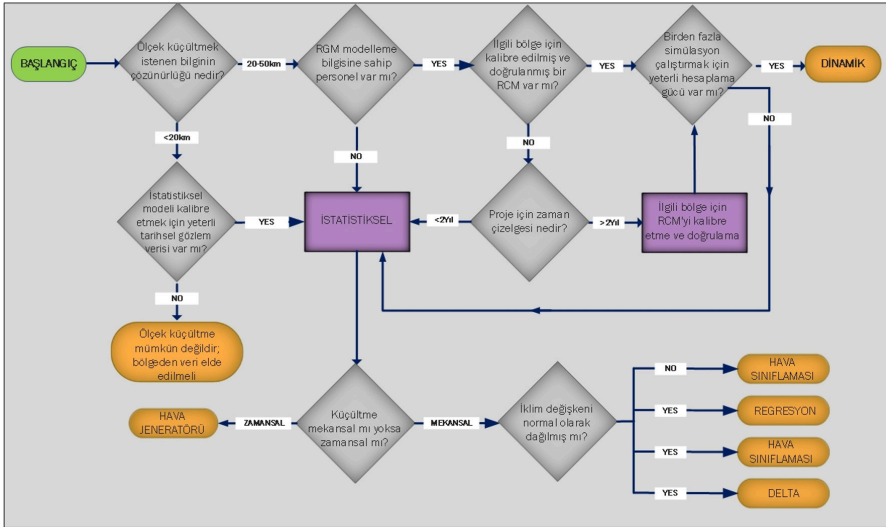 BAŞLANGIÇ
Ölçek küçültmek
istenen bilginin
çözünürlüğü nedir?
20-50km
RGM modelleme
bilgisine sahip
personel var mı?
YES
İlgili bölge için
kalibre edilmiş ve
doğrulanmış bir
RCM var mı?
YES
Birden fazla
simülasyon
çalıştırmak için
yeterli hesaplama
gücü var mı?
YES
DİNAMİK
<20km
NO
NO
NO
İstatistiksel
modeli kalibre
etmek için yeterli
tarihsel gözlem
verisi var mı?
YES
İSTATİSTİKSEL
<2Yıl
Proje için zaman
çizelgesi nedir?
>2Yıl
İlgili bölge için
RCM'yi kalibre
etme ve doğrulama
NO
Ölçek küçültme
mümkün değildir;
bölgeden veri elde
edilmeli
HAVA
JENERATÖRÜ
ZAMANSAL
Küçültme
mekansal mı yoksa
zamansal mı?
MEKANSAL
İklim değişkeni
normal olarak
dağılmış mı?
NO
HAVA
SINIFLAMASI
YES
REGRESYON
YES
HAVA
SINIFLAMASI
YES
DELTA